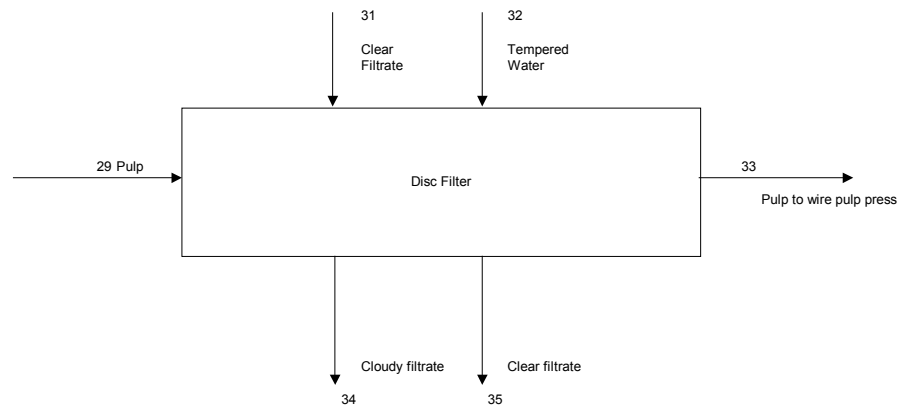 31
Clear
Filtrate
32
Tempered
Water
29 Pulp
Disc Filter
33
Pulp to wire pulp press
Cloudy filtrate
34
Clear filtrate
35